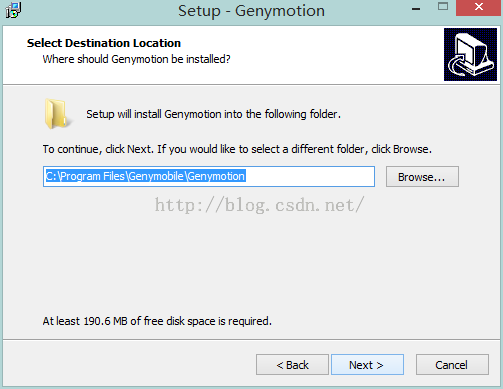 Setup - Genymotion
Select Destination Location
Where should Genymotion be installed?
Setup will install Genymotion into the following folder.
To continue, click Next. If you would like to select a different folder, click Browse.
C:\Program Files\Genymobile\Genymotion
Browse...
http://blog.csdn.net/
At least 190.6 MB of free disk space is required.
< Back
Next >
Cancel